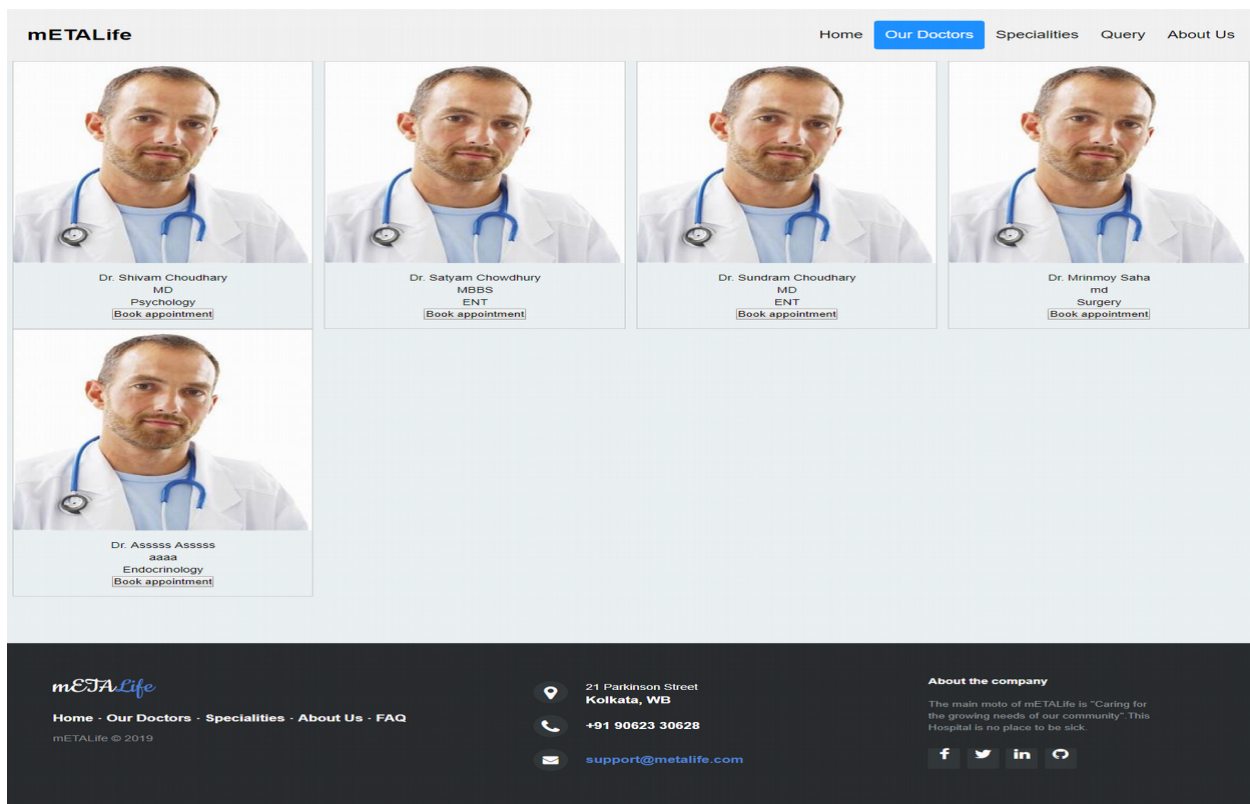 mETALife
Home Our Doctors Specialities Query About Us
Dr. Shivam Choudhary
MD
Psychology
Book appointment
Dr. Satyam Chowdhury
MBBS
ENT
Book appointment
Dr. Sundram Choudhary
MD
ENT
Book appointment
Dr. Mrinmoy Saha
md
Surgery
Book appointment
Dr. Asssss Asssss
aaaa
Endocrinology
Book appointment
mETALife
Home · Our Doctors · Specialities · About Us · FAQ
mETALife © 2019
21 Parkinson Street
Kolkata, WB
+91 90623 30628
support@metalife.com
About the company
The main moto of mETALife is "Caring for
the growing needs of our community".This
Hospital is no place to be sick.